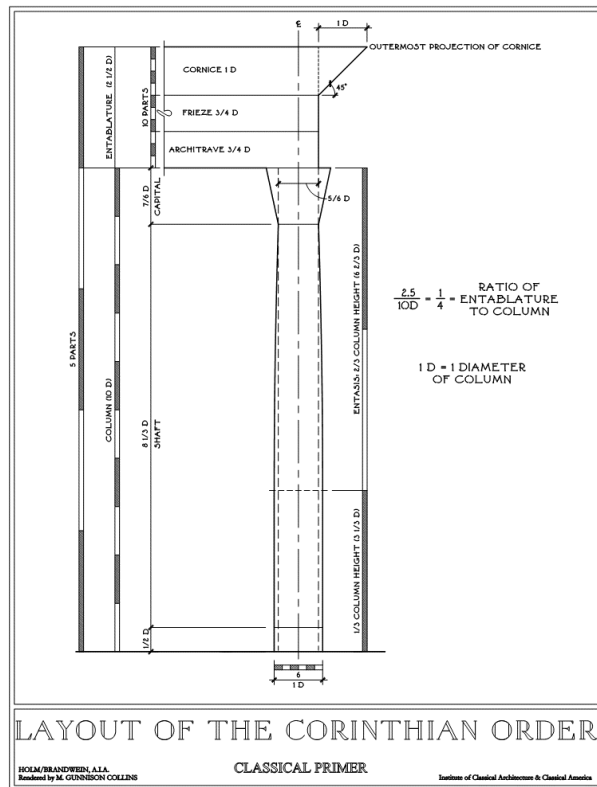 ℄
1 D
OUTERMOST PROJECTION OF CORNICE
45°
CORNICE 1 D
FRIEZE 3/4 D
ARCHITRAVE 3/4 D
ENTABLATURE (2 1/2 D)
10 PARTS
7/6 D
CAPITAL
5/6 D
5 PARTS
COLUMN (10 D)
8 1/3 D
SHAFT
ENTASIS: 2/3 COLUMN HEIGHT (6 2/3 D)
2.5
10D
= 1/4 =
RATIO OF
ENTABLATURE
TO COLUMN
1 D = 1 DIAMETER
OF COLUMN
1/3 COLUMN HEIGHT (3 1/3 D)
1/2 D
6
1 D
LAYOUT OF THE CORINTHIAN ORDER
CLASSICAL PRIMER
HOLM/BRANDWEIN, A.I.A.
Rendered by M. GUNNISON COLLINS
Institute of Classical Architecture & Classical America